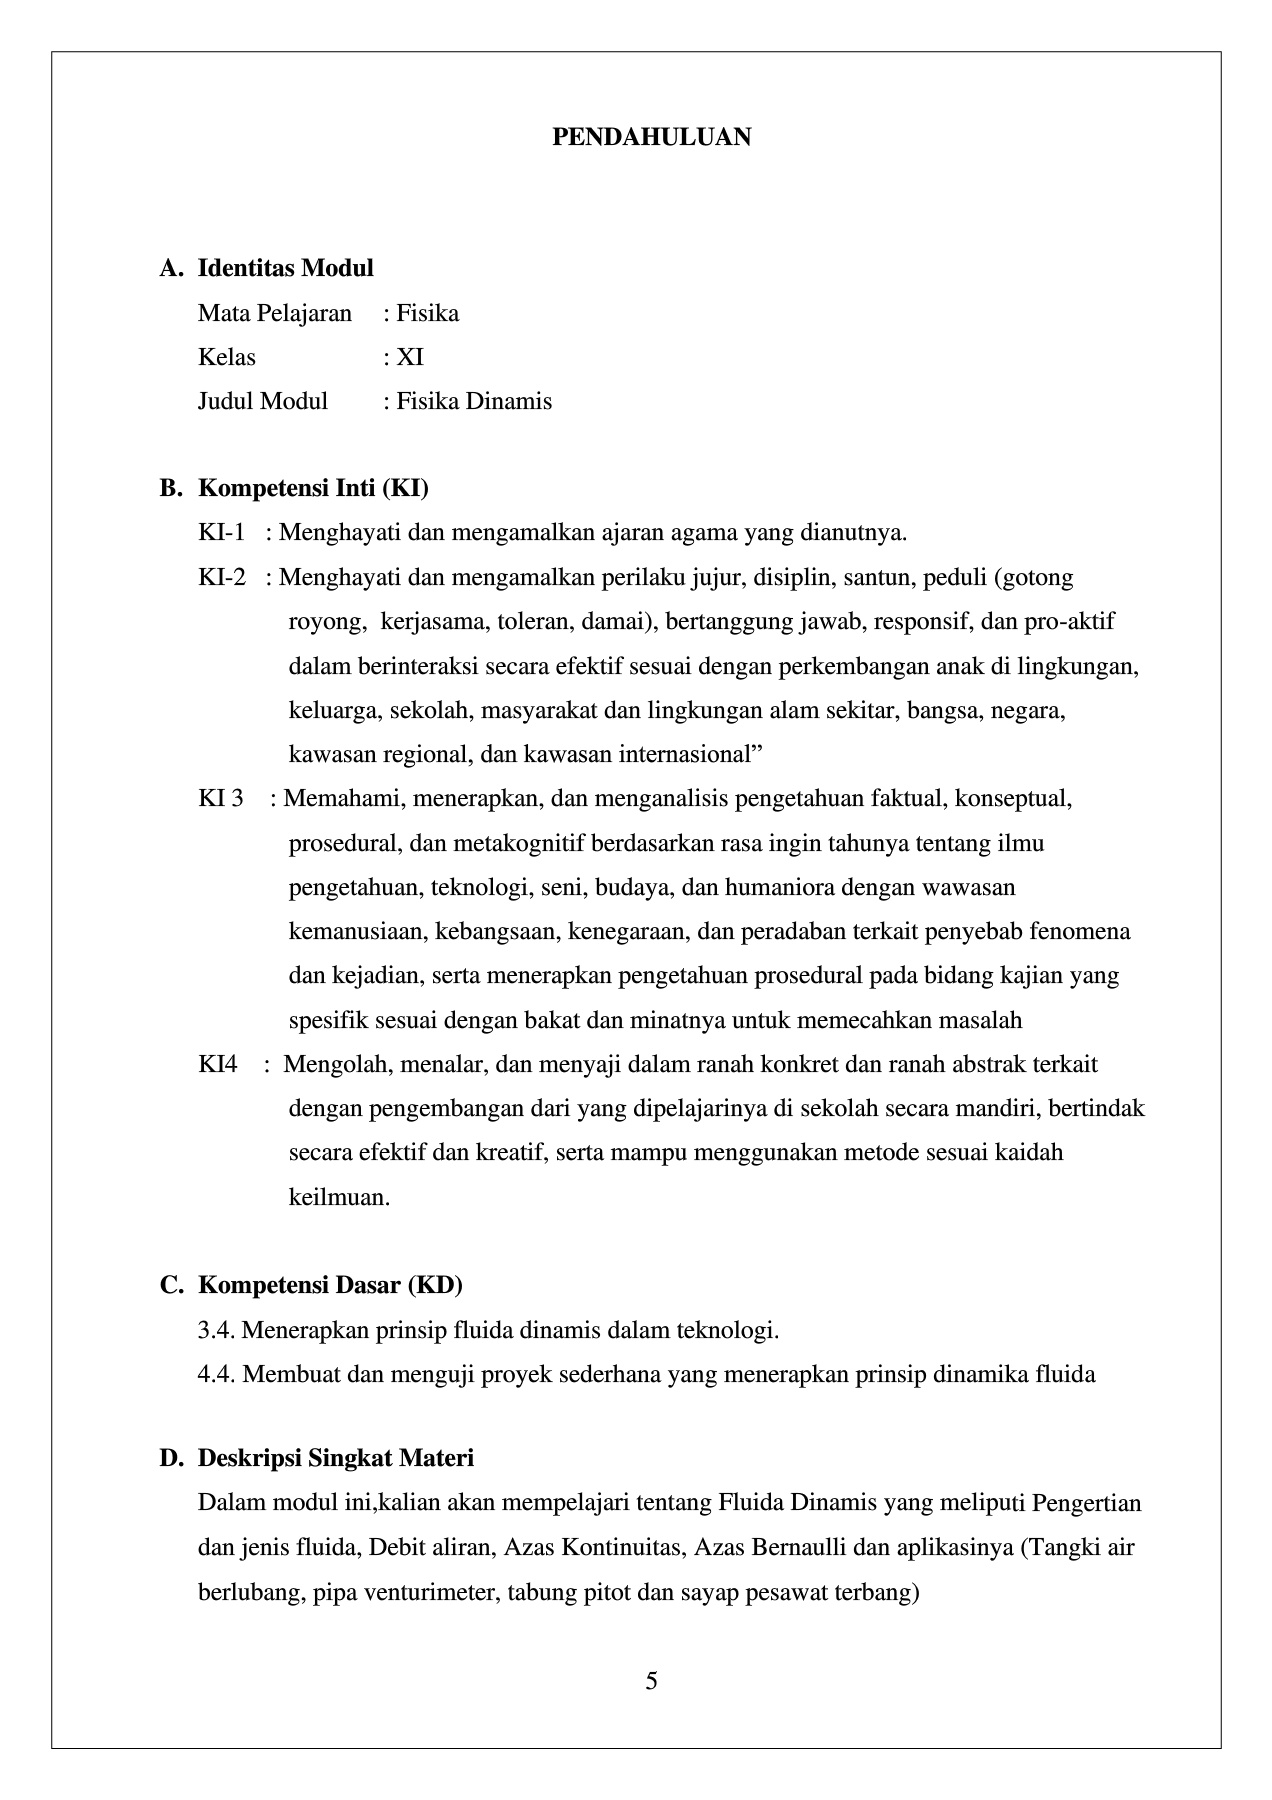 PENDAHULUAN
A. Identitas Modul
Mata Pelajaran : Fisika
Kelas : XI
Judul Modul : Fisika Dinamis
B. Kompetensi Inti (KI)
KI-1 : Menghayati dan mengamalkan ajaran agama yang dianutnya.
KI-2 : Menghayati dan mengamalkan perilaku jujur, disiplin, santun, peduli (gotong
royong, kerjasama, toleran, damai), bertanggung jawab, responsif, dan pro-aktif
dalam berinteraksi secara efektif sesuai dengan perkembangan anak di lingkungan,
keluarga, sekolah, masyarakat dan lingkungan alam sekitar, bangsa, negara,
kawasan regional, dan kawasan internasional”
KI 3 : Memahami, menerapkan, dan menganalisis pengetahuan faktual, konseptual,
prosedural, dan metakognitif berdasarkan rasa ingin tahunya tentang ilmu
pengetahuan, teknologi, seni, budaya, dan humaniora dengan wawasan
kemanusiaan, kebangsaan, kenegaraan, dan peradaban terkait penyebab fenomena
dan kejadian, serta menerapkan pengetahuan prosedural pada bidang kajian yang
spesifik sesuai dengan bakat dan minatnya untuk memecahkan masalah
KI4 : Mengolah, menalar, dan menyaji dalam ranah konkret dan ranah abstrak terkait
dengan pengembangan dari yang dipelajarinya di sekolah secara mandiri, bertindak
secara efektif dan kreatif, serta mampu menggunakan metode sesuai kaidah
keilmuan.
C. Kompetensi Dasar (KD)
3.4. Menerapkan prinsip fluida dinamis dalam teknologi.
4.4. Membuat dan menguji proyek sederhana yang menerapkan prinsip dinamika fluida
D. Deskripsi Singkat Materi
Dalam modul ini,kalian akan mempelajari tentang Fluida Dinamis yang meliputi Pengertian
dan jenis fluida, Debit aliran, Azas Kontinuitas, Azas Bernaulli dan aplikasinya (Tangki air
berlubang, pipa venturimeter, tabung pitot dan sayap pesawat terbang)
5